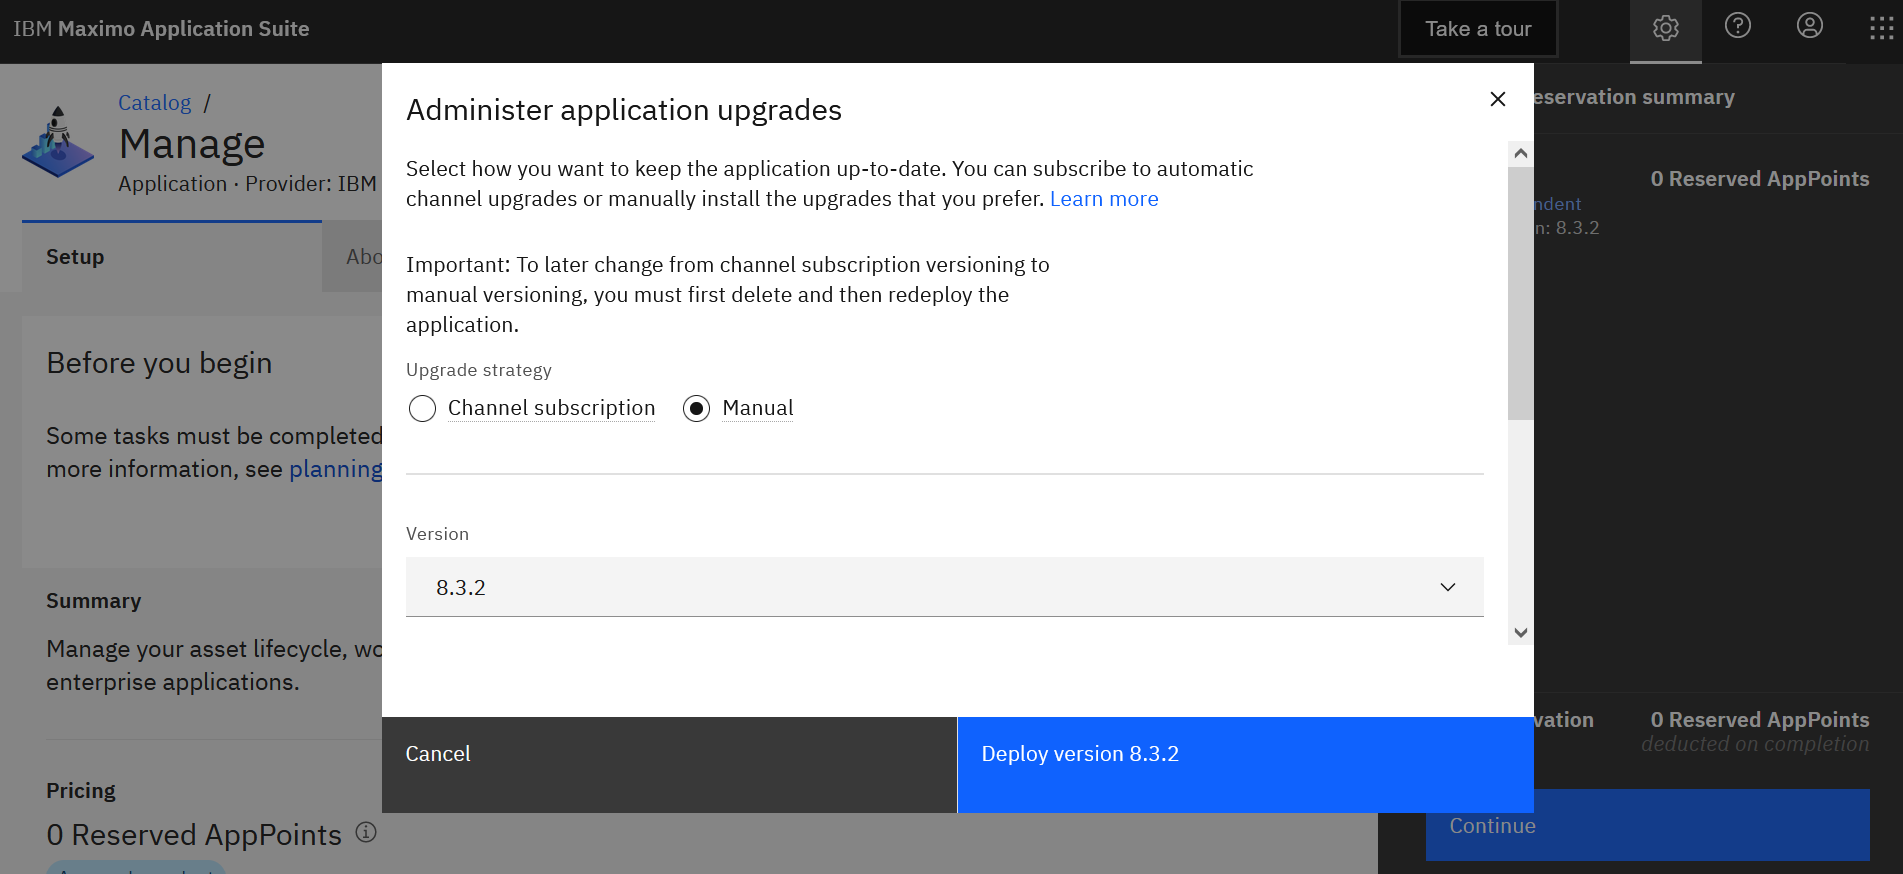 IBM Maximo Application Suite
Take a tour
Catalog /
Manage
Application · Provider: IBM
Setup
Abo
Before you begin
Some tasks must be completed
more information, see planning
Summary
Manage your asset lifecycle, wo
enterprise applications.
Pricing
0 Reserved AppPoints
Administer application upgrades
Select how you want to keep the application up-to-date. You can subscribe to automatic
channel upgrades or manually install the upgrades that you prefer. Learn more
Important: To later change from channel subscription versioning to
manual versioning, you must first delete and then redeploy the
application.
Upgrade strategy
Channel subscription
Manual
Version
8.3.2
Cancel
Deploy version 8.3.2
eservation summary
0 Reserved AppPoints
ndent
n: 8.3.2
vation
0 Reserved AppPoints
deducted on completion
Continue